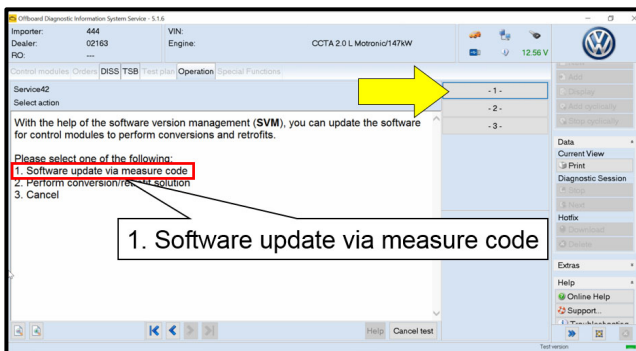 Offboard Diagnostic Information System Service - 5.1.6
Importer: 444 VIN:
Dealer: 02163 Engine: CCTA 2.0 L Motronic/147kW
RO: ---
12.56 V
Control modules Orders DISS TSB Test plan Operation Special Functions
Service42
Select action
With the help of the software version management (SVM), you can update the software
for control modules to perform conversions and retrofits.
Please select one of the following:
1. Software update via measure code
2. Perform conversion/retrofit solution
3. Cancel
1. Software update via measure code
- 1 -
- 2 -
- 3 -
Add
Display
Add cyclically
Stop cyclically
Data
Current View
Print
Diagnostic Session
Stop
Next
Hotfix
Download
Delete
Extras
Help
Online Help
Support...
Troubleshooting
Help Cancel test
Test version